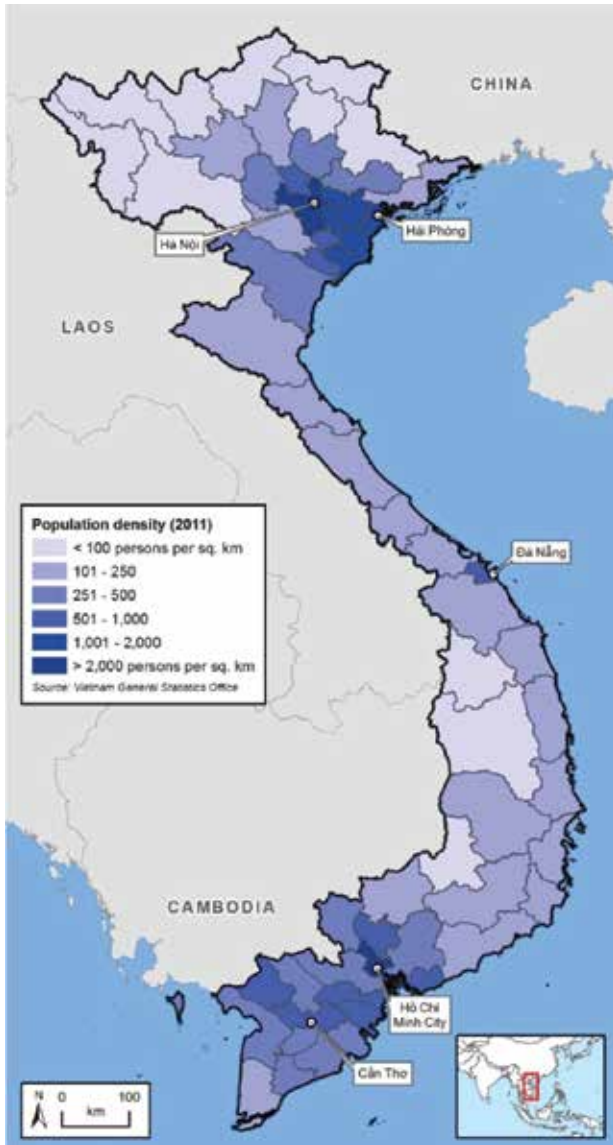 CHINA
Hà Nội
Hải Phòng
LAOS
Population density (2011)
< 100 persons per sq. km
101 - 250
251 - 500
501 - 1,000
1,001 - 2,000
> 2,000 persons per sq. km
Source: Vietnam General Statistics Office
Đà Nẵng
CAMBODIA
Hồ Chí
Minh City
Cần Thơ
N
0 100
km